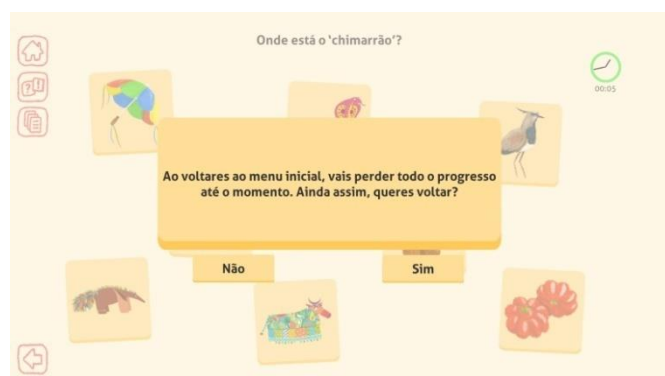 Onde está o ‘chimarrão’?
00:05
Ao voltares ao menu inicial, vais perder todo o progresso
até o momento. Ainda assim, queres voltar?
Não
Sim